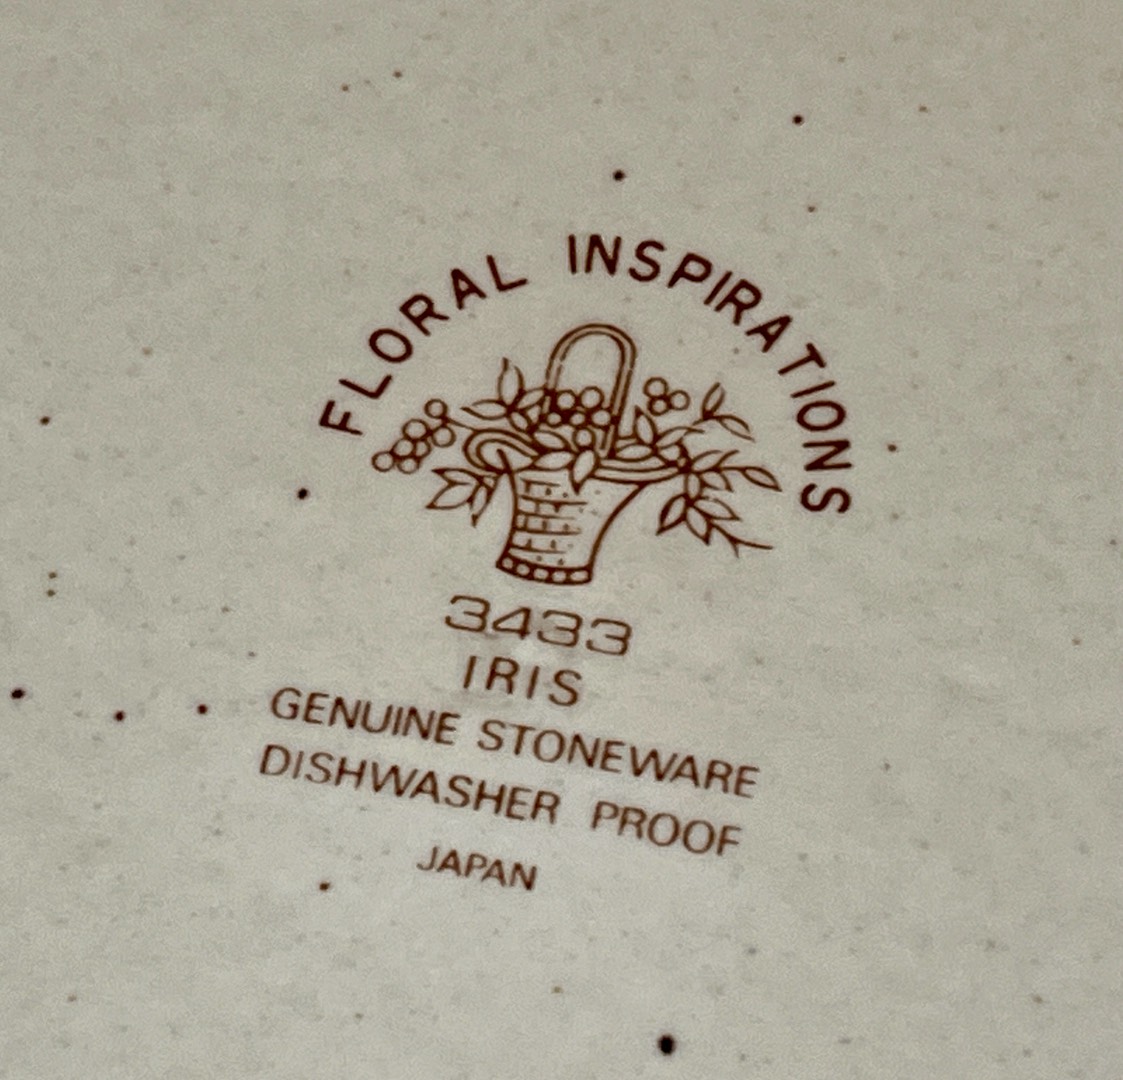 FLORAL INSPIRATIONS
3433
IRIS
GENUINE STONEWARE
DISHWASHER PROOF
JAPAN